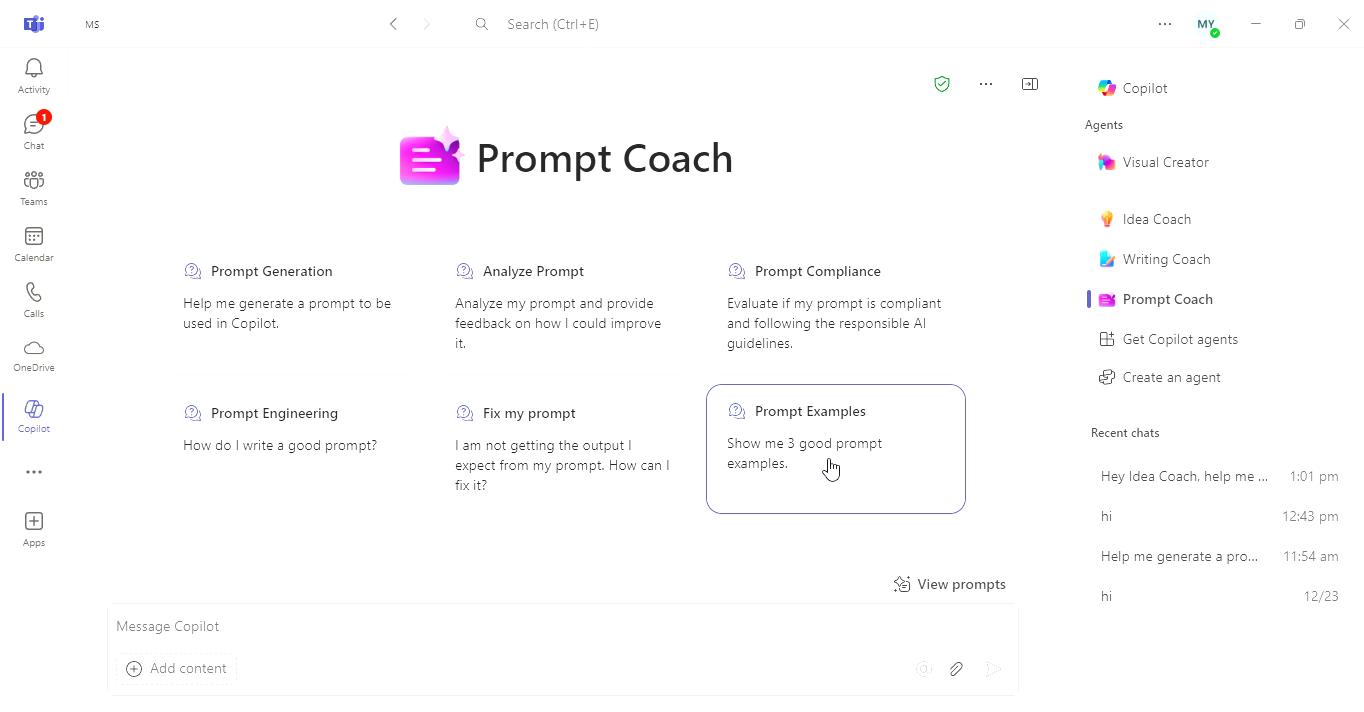 MS
Search (Ctrl+E)
MY
Activity
1
Chat
Teams
Calendar
Calls
OneDrive
Copilot
Apps
Prompt Coach
Prompt Generation
Help me generate a prompt to be
used in Copilot.
Analyze Prompt
Analyze my prompt and provide
feedback on how I could improve
it.
Prompt Compliance
Evaluate if my prompt is compliant
and following the responsible AI
guidelines.
Prompt Engineering
How do I write a good prompt?
Fix my prompt
I am not getting the output I
expect from my prompt. How can I
fix it?
Prompt Examples
Show me 3 good prompt
examples.
View prompts
Message Copilot
Add content
Copilot
Agents
Visual Creator
Idea Coach
Writing Coach
Prompt Coach
Get Copilot agents
Create an agent
Recent chats
Hey Idea Coach, help me ... 1:01 pm
hi 12:43 pm
Help me generate a pro... 11:54 am
hi 12/23